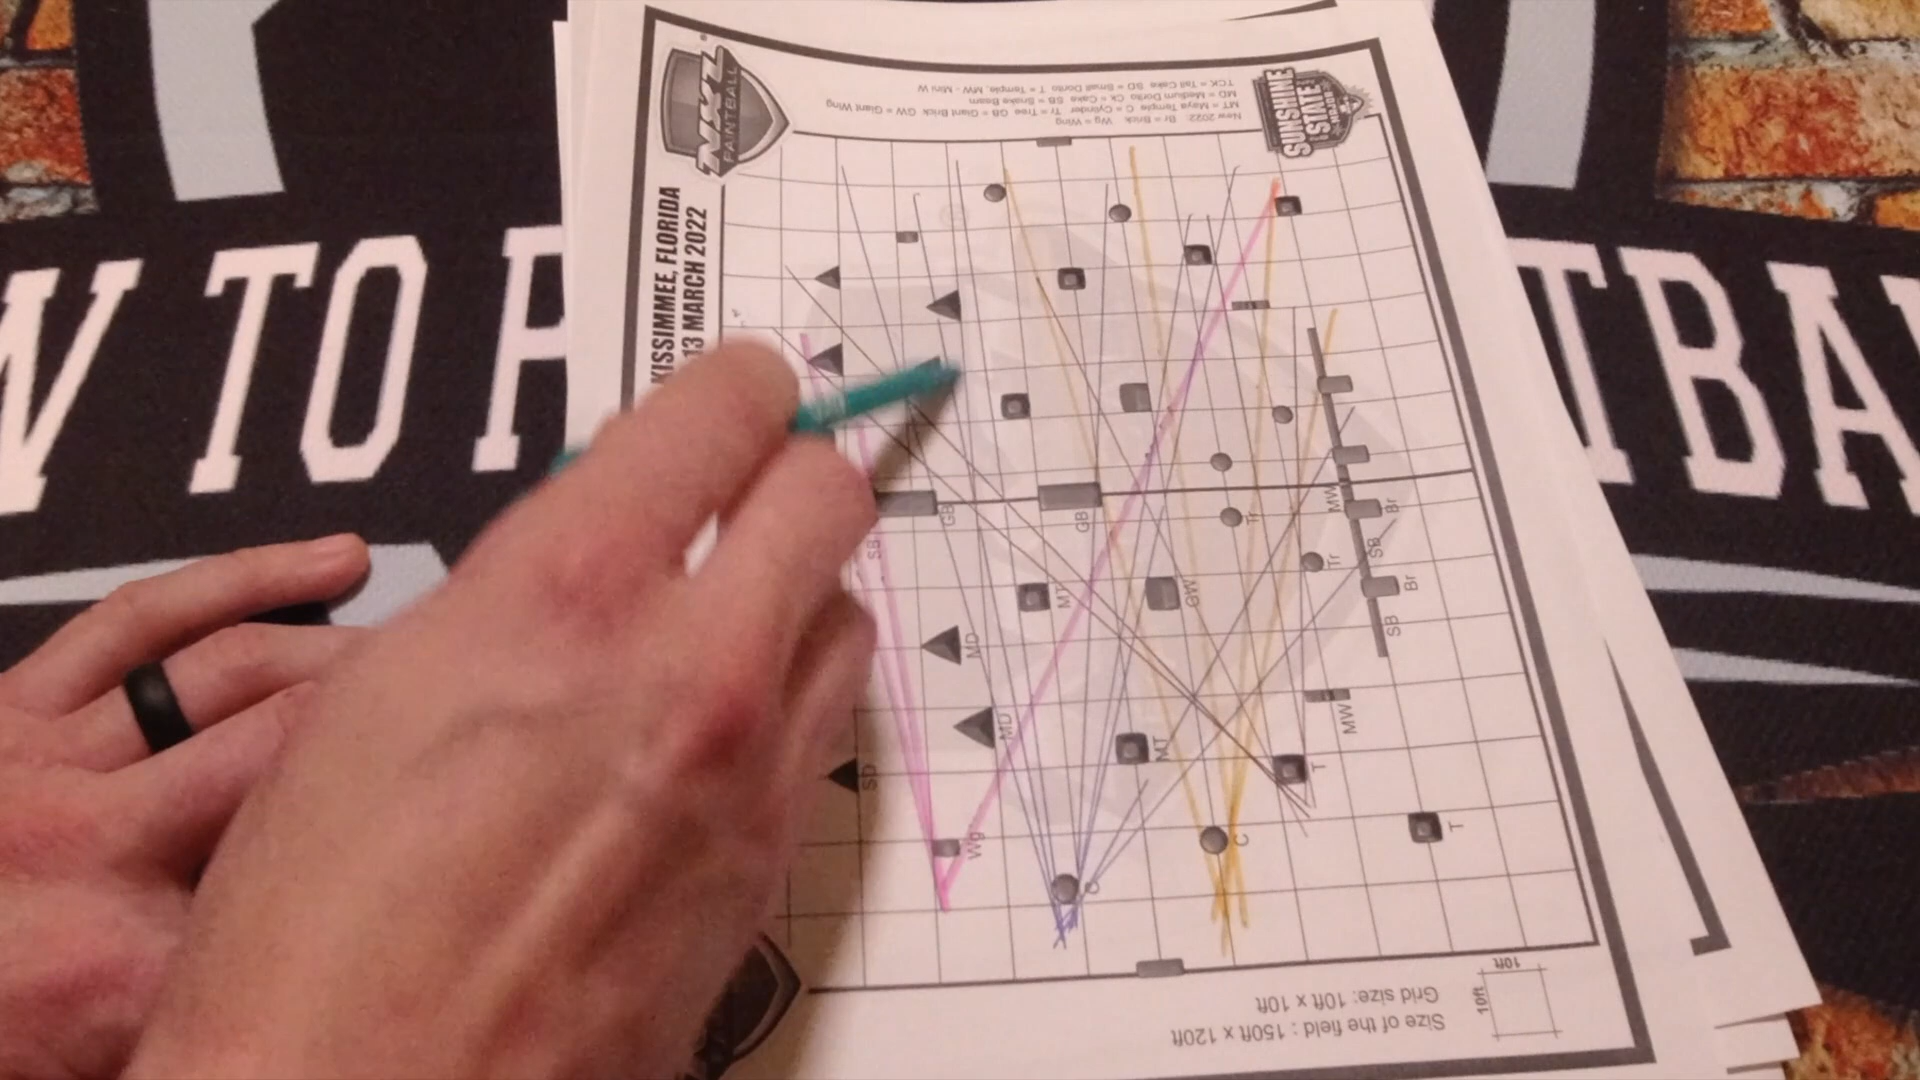 W TO P
TBA
NXL
PAINTBALL
SUNSHINE
STATE
KISSIMMEE, FLORIDA
13 MARCH 2022
New 2022: Br = Brick Wg = Wing
MT = Maya Temple C = Cylinder Tr = Tree GB = Giant Brick GW = Giant Wing
MD = Medium Dorito Ck = Cake SB = Snake Beam
TCK = Tall Cake SD = Small Dorito T = Temple, MW - Mini W
GB
GB
SB
MT
GW
Tr
Tr
MW
Br
SB
Br
SB
MD
MD
MT
MW
T
SD
Wg
C
C
T
Size of the field : 150ft x 120ft
Grid size: 10ft x 10ft
10ft
10ft